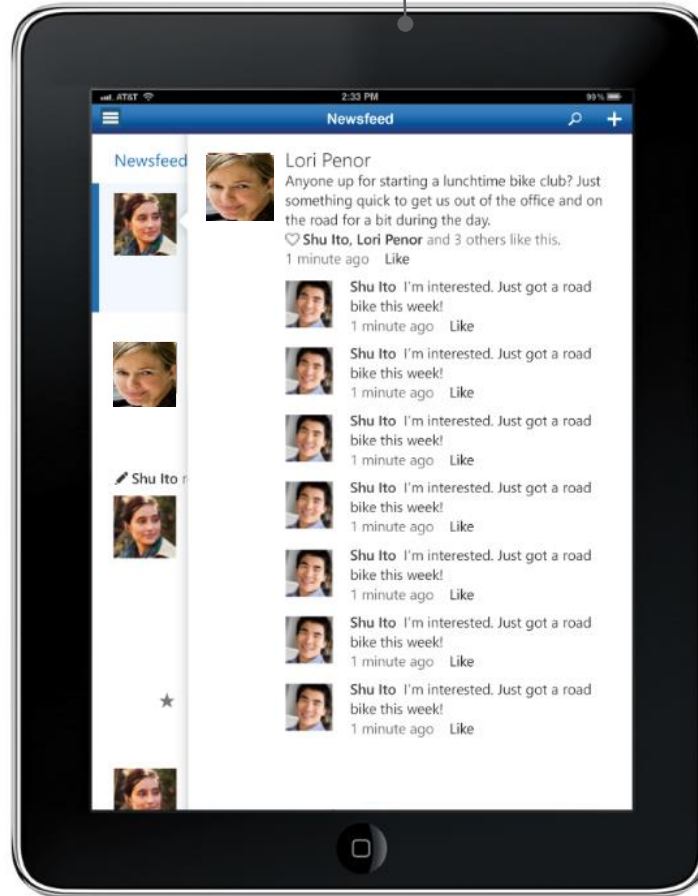 AT&T
2:33 PM
99%
Newsfeed
Newsfeed
Lori Penor
Anyone up for starting a lunchtime bike club? Just
something quick to get us out of the office and on
the road for a bit during the day.
Shu Ito, Lori Penor and 3 others like this.
1 minute ago Like
Shu Ito I'm interested. Just got a road
bike this week!
1 minute ago Like
Shu Ito I'm interested. Just got a road
bike this week!
1 minute ago Like
Shu Ito I'm interested. Just got a road
bike this week!
1 minute ago Like
Shu Ito I'm interested. Just got a road
bike this week!
1 minute ago Like
Shu Ito I'm interested. Just got a road
bike this week!
1 minute ago Like
Shu Ito I'm interested. Just got a road
bike this week!
1 minute ago Like
Shu Ito I'm interested. Just got a road
bike this week!
1 minute ago Like
Shu Ito